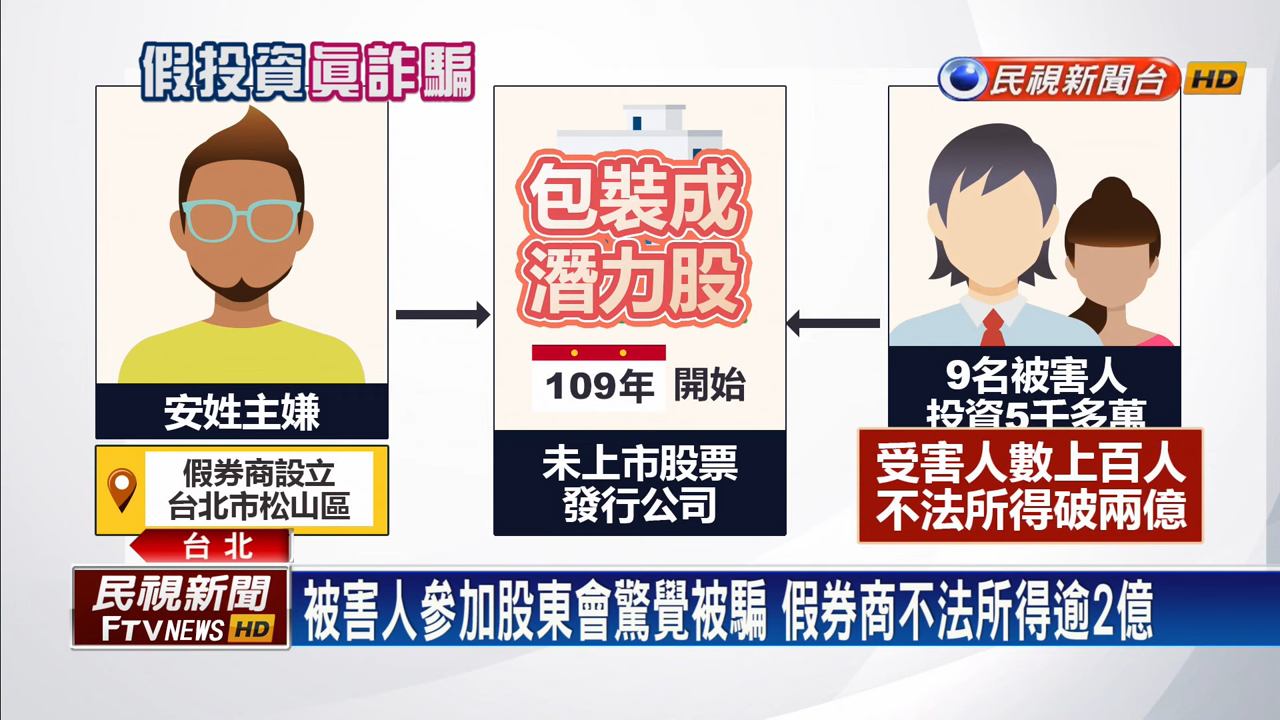 假投資真詐騙
民視新聞台 HD
包裝成
潛力股
109年 開始
未上市股票
發行公司
安姓主嫌
假券商設立
台北市松山區
9名被害人
投資5千多萬
受害人數上百人
不法所得破兩億
台北
民視新聞
FTVNEWS HD
被害人參加股東會驚覺被騙 假券商不法所得逾2億